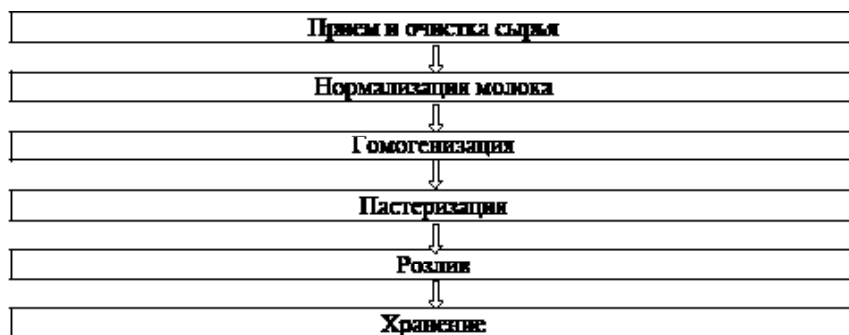 Прием и очистка сырья
Нормализация молока
Гомогенизация
Пастеризация
Розлив
Хранение